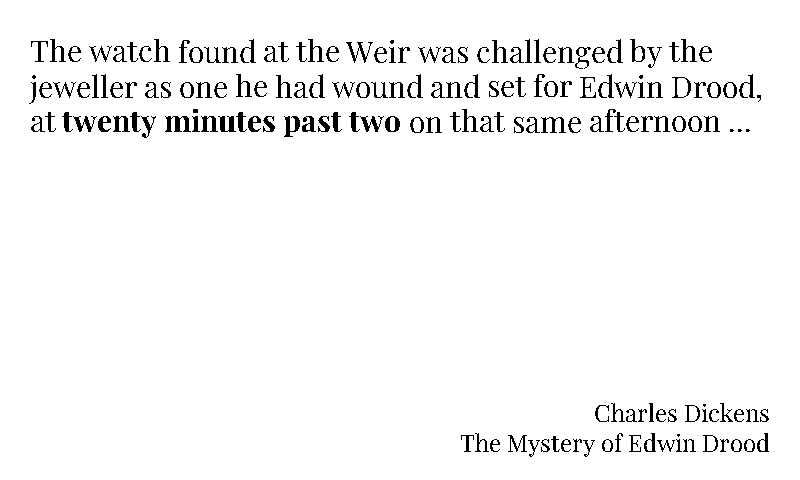 The watch found at the Weir was challenged by the
jeweller as one he had wound and set for Edwin Drood,
at twenty minutes past two on that same afternoon ...
Charles Dickens
The Mystery of Edwin Drood